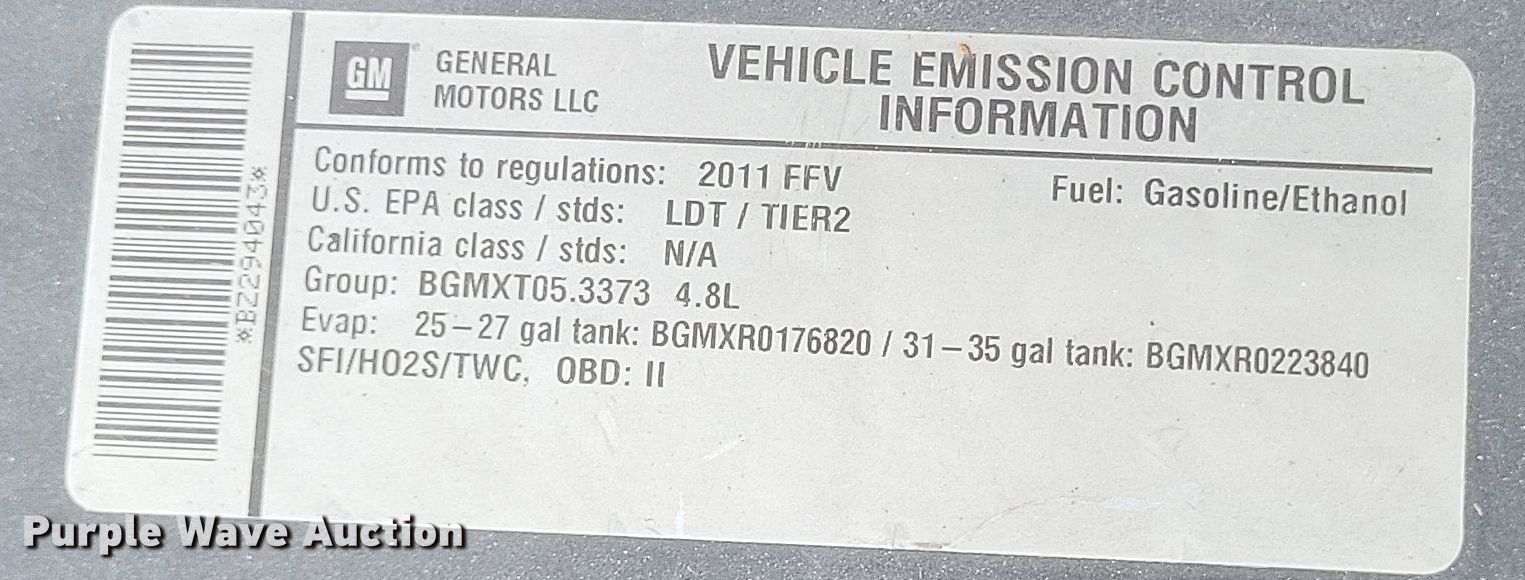 GM
GENERAL
MOTORS LLC
VEHICLE EMISSION CONTROL
INFORMATION
Conforms to regulations: 2011 FFV
Fuel: Gasoline/Ethanol
U.S. EPA class / stds: LDT / TIER2
California class / stds: N/A
Group: BGMXT05.3373 4.8L
Evap: 25–27 gal tank: BGMXR0176820 / 31–35 gal tank: BGMXR0223840
SFI/HO2S/TWC, OBD: II
*BZ294043*
Purple Wave Auction